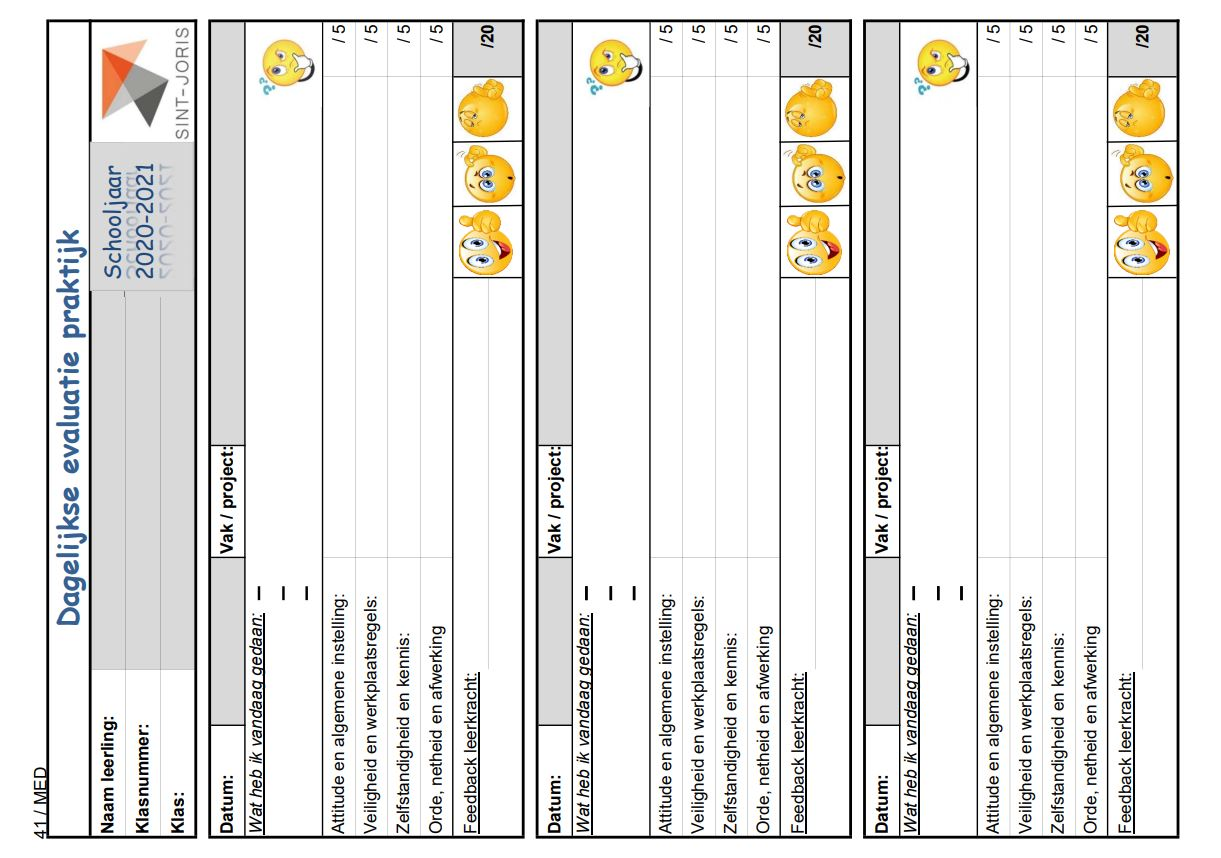 41 / MED
Dagelijkse evaluatie praktijk
Naam leerling:
Klasnummer:
Klas:
Schooljaar
2020-2021
SINT-JORIS
Datum: Vak / project:
Wat heb ik vandaag gedaan: –
–
–
??
Attitude en algemene instelling: / 5
Veiligheid en werkplaatsregels: / 5
Zelfstandigheid en kennis: / 5
Orde, netheid en afwerking / 5
Feedback leerkracht: /20
Datum: Vak / project:
Wat heb ik vandaag gedaan: –
–
–
??
Attitude en algemene instelling: / 5
Veiligheid en werkplaatsregels: / 5
Zelfstandigheid en kennis: / 5
Orde, netheid en afwerking / 5
Feedback leerkracht: /20
Datum: Vak / project:
Wat heb ik vandaag gedaan: –
–
–
??
Attitude en algemene instelling: / 5
Veiligheid en werkplaatsregels: / 5
Zelfstandigheid en kennis: / 5
Orde, netheid en afwerking / 5
Feedback leerkracht: /20